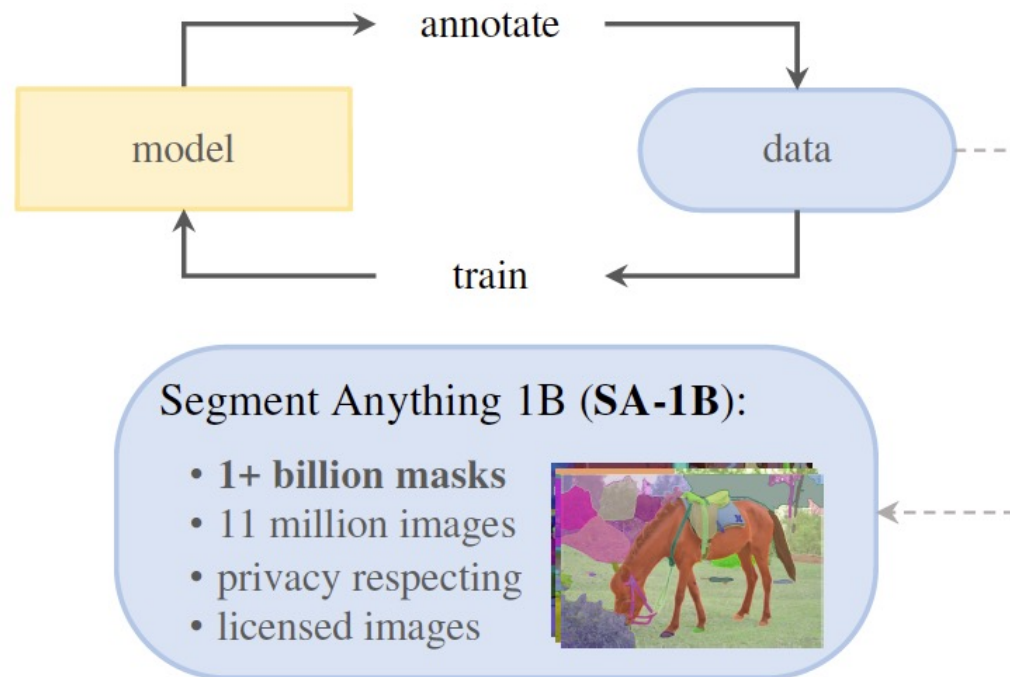 annotate
model
data
train
Segment Anything 1B (SA-1B):
• 1+ billion masks
• 11 million images
• privacy respecting
• licensed images